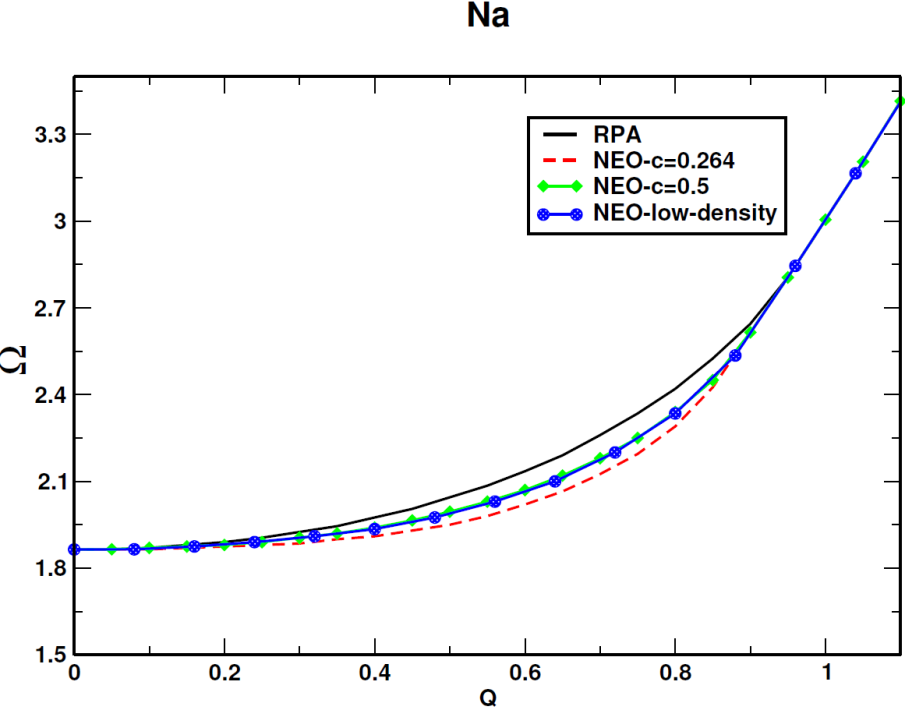 Na
RPA
NEO-c=0.264
NEO-c=0.5
NEO-low-density
3.3
3
2.7
2.4
2.1
1.8
1.5
Ω
0 0.2 0.4 0.6 0.8 1
Q